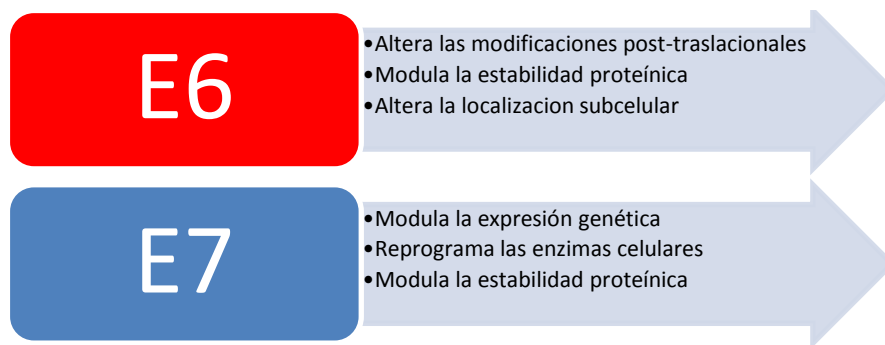 E6
•Altera las modificaciones post-traslacionales
•Modula la estabilidad proteínica
•Altera la localizacion subcelular
E7
•Modula la expresión genética
•Reprograma las enzimas celulares
•Modula la estabilidad proteínica